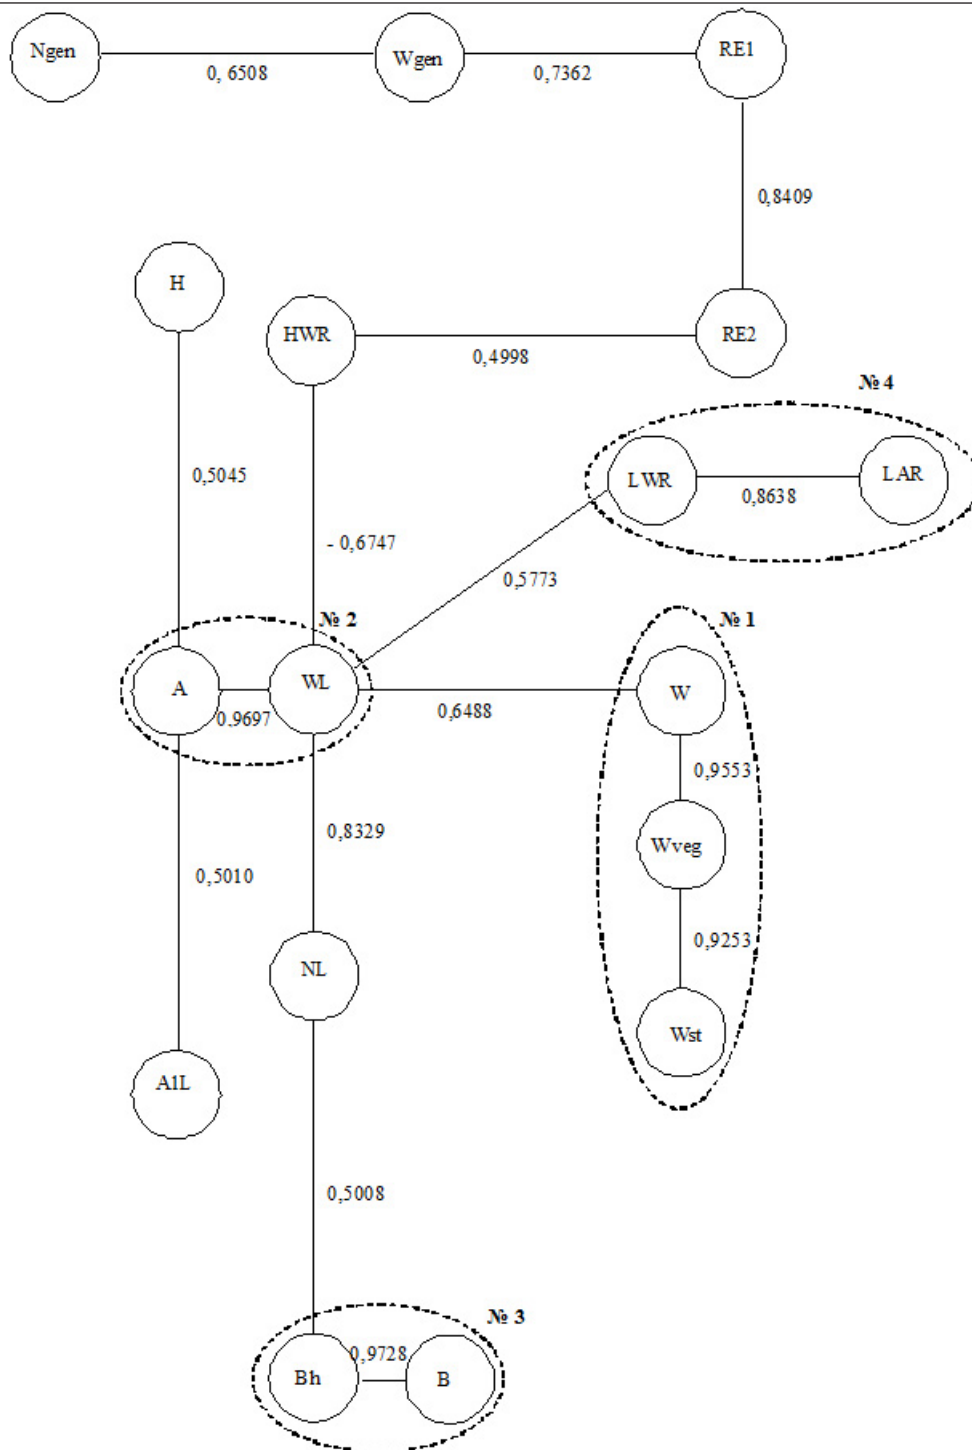 Ngen
Wgen
RE1
0, 6508
0,7362
0,8409
H
HWR
RE2
0,4998
№ 4
LWR
LAR
0,8638
0,5045
- 0,6747
0,5773
№ 2
№ 1
A
WL
W
0,9697
0,6488
0,9553
0,8329
Wveg
0,5010
0,9253
NL
Wst
A1L
0,5008
№ 3
0,9728
Bh
B